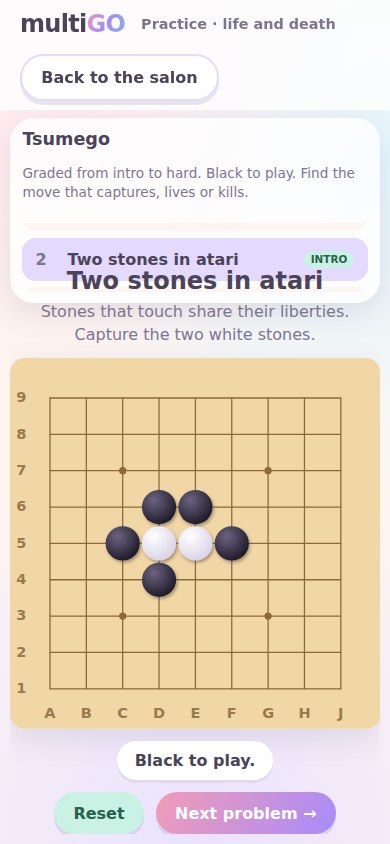 multiGO Practice · life and death
Back to the salon
Tsumego
Graded from intro to hard. Black to play. Find the
move that captures, lives or kills.
2 Two stones in atari INTRO
Two stones in atari
Stones that touch share their liberties.
Capture the two white stones.
9
8
7
6
5
4
3
2
1
A B C D E F G H J
Black to play.
Reset Next problem →